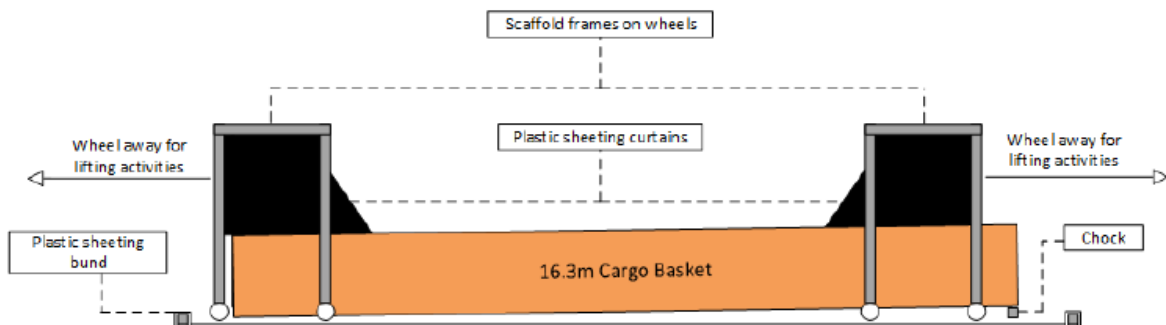 Scaffold frames on wheels
Plastic sheeting curtains
Wheel away for
lifting activities
Wheel away for
lifting activities
Plastic sheeting
bund
Chock
16.3m Cargo Basket